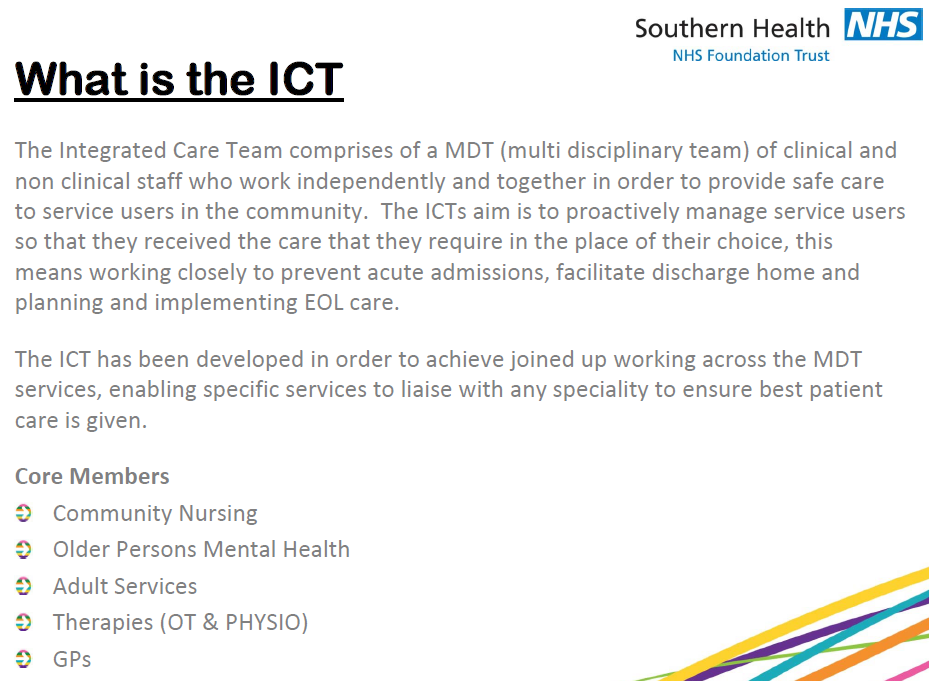 Southern Health NHS
NHS Foundation Trust
What is the ICT
The Integrated Care Team comprises of a MDT (multi disciplinary team) of clinical and
non clinical staff who work independently and together in order to provide safe care
to service users in the community.  The ICTs aim is to proactively manage service users
so that they received the care that they require in the place of their choice, this
means working closely to prevent acute admissions, facilitate discharge home and
planning and implementing EOL care.
The ICT has been developed in order to achieve joined up working across the MDT
services, enabling specific services to liaise with any speciality to ensure best patient
care is given.
Core Members
Community Nursing
Older Persons Mental Health
Adult Services
Therapies (OT & PHYSIO)
GPs